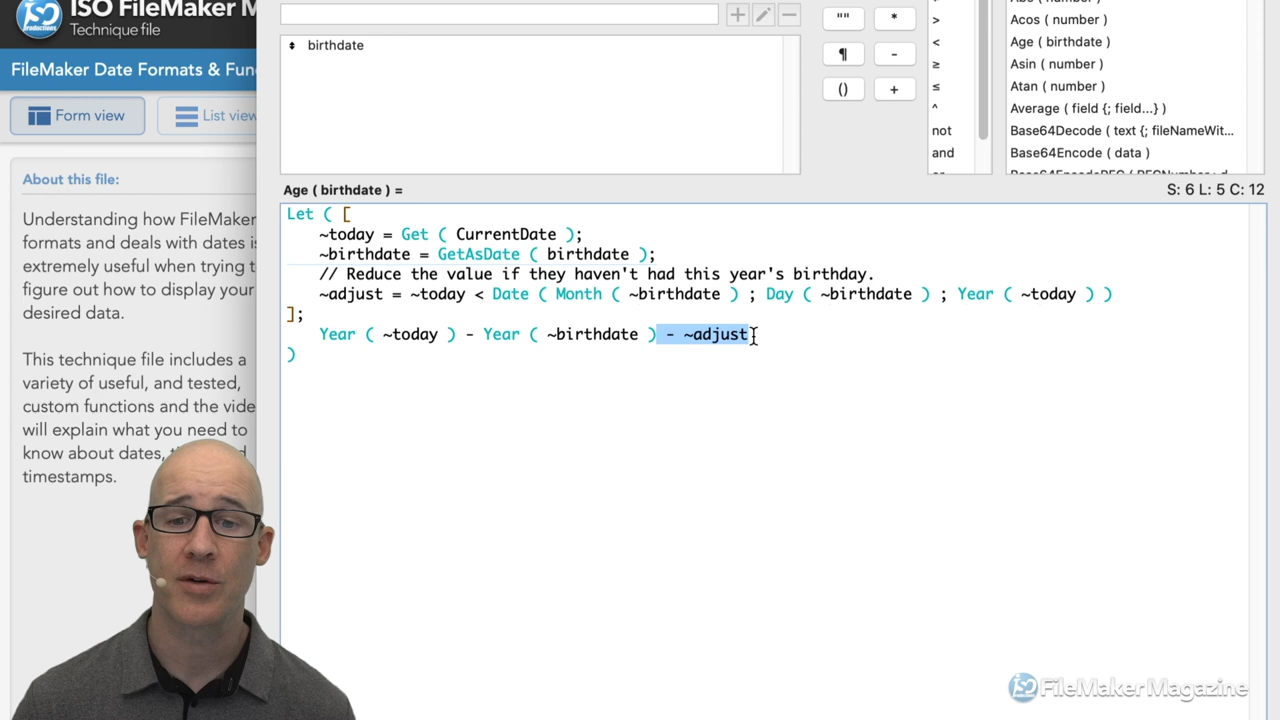 ISO FileMaker M
Technique file
FileMaker Date Formats & Fun
Form view
List view
About this file:
Understanding how FileMaker
formats and deals with dates is
extremely useful when trying t
figure out how to display your
desired data.
This technique file includes a
variety of useful, and tested,
custom functions and the vide
will explain what you need to
know about dates,
timestamps.
birthdate
""
*
¶
-
()
+
>
<
≥
≤
^
not
and
Acos ( number )
Age ( birthdate )
Asin ( number )
Atan ( number )
Average ( field {; field...} )
Base64Decode ( text {; fileNameWit...
Base64Encode ( data )
Age ( birthdate ) =
S: 6 L: 5 C: 12
Let ( [
~today = Get ( CurrentDate );
~birthdate = GetAsDate ( birthdate );
// Reduce the value if they haven't had this year's birthday.
~adjust = ~today < Date ( Month ( ~birthdate ) ; Day ( ~birthdate ) ; Year ( ~today ) )
];
Year ( ~today ) - Year ( ~birthdate ) - ~adjust
)
ISO FileMaker Magazine